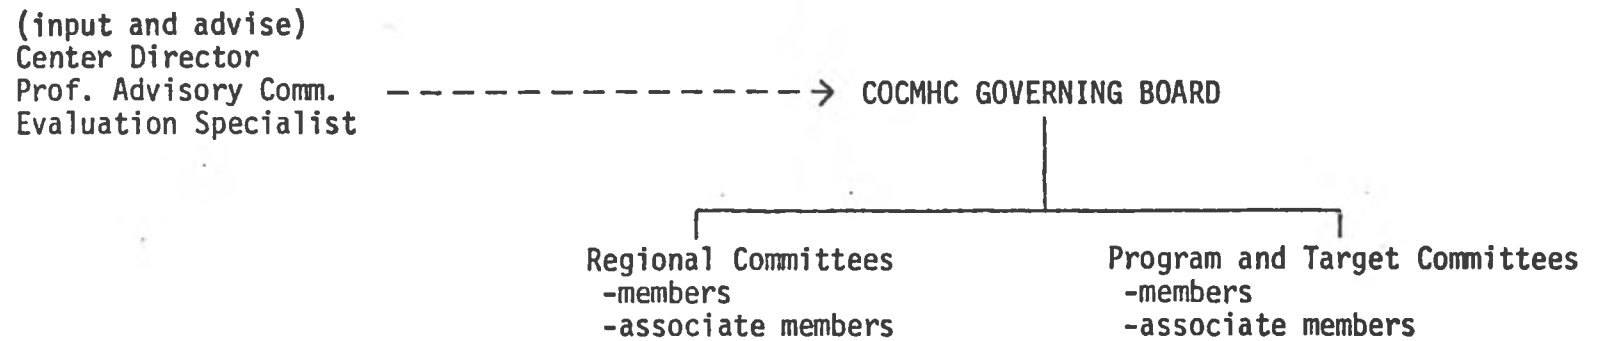 (input and advise)
Center Director
Prof. Advisory Comm.
Evaluation Specialist
COCMHC GOVERNING BOARD
Regional Committees
-members
-associate members
Program and Target Committees
-members
-associate members